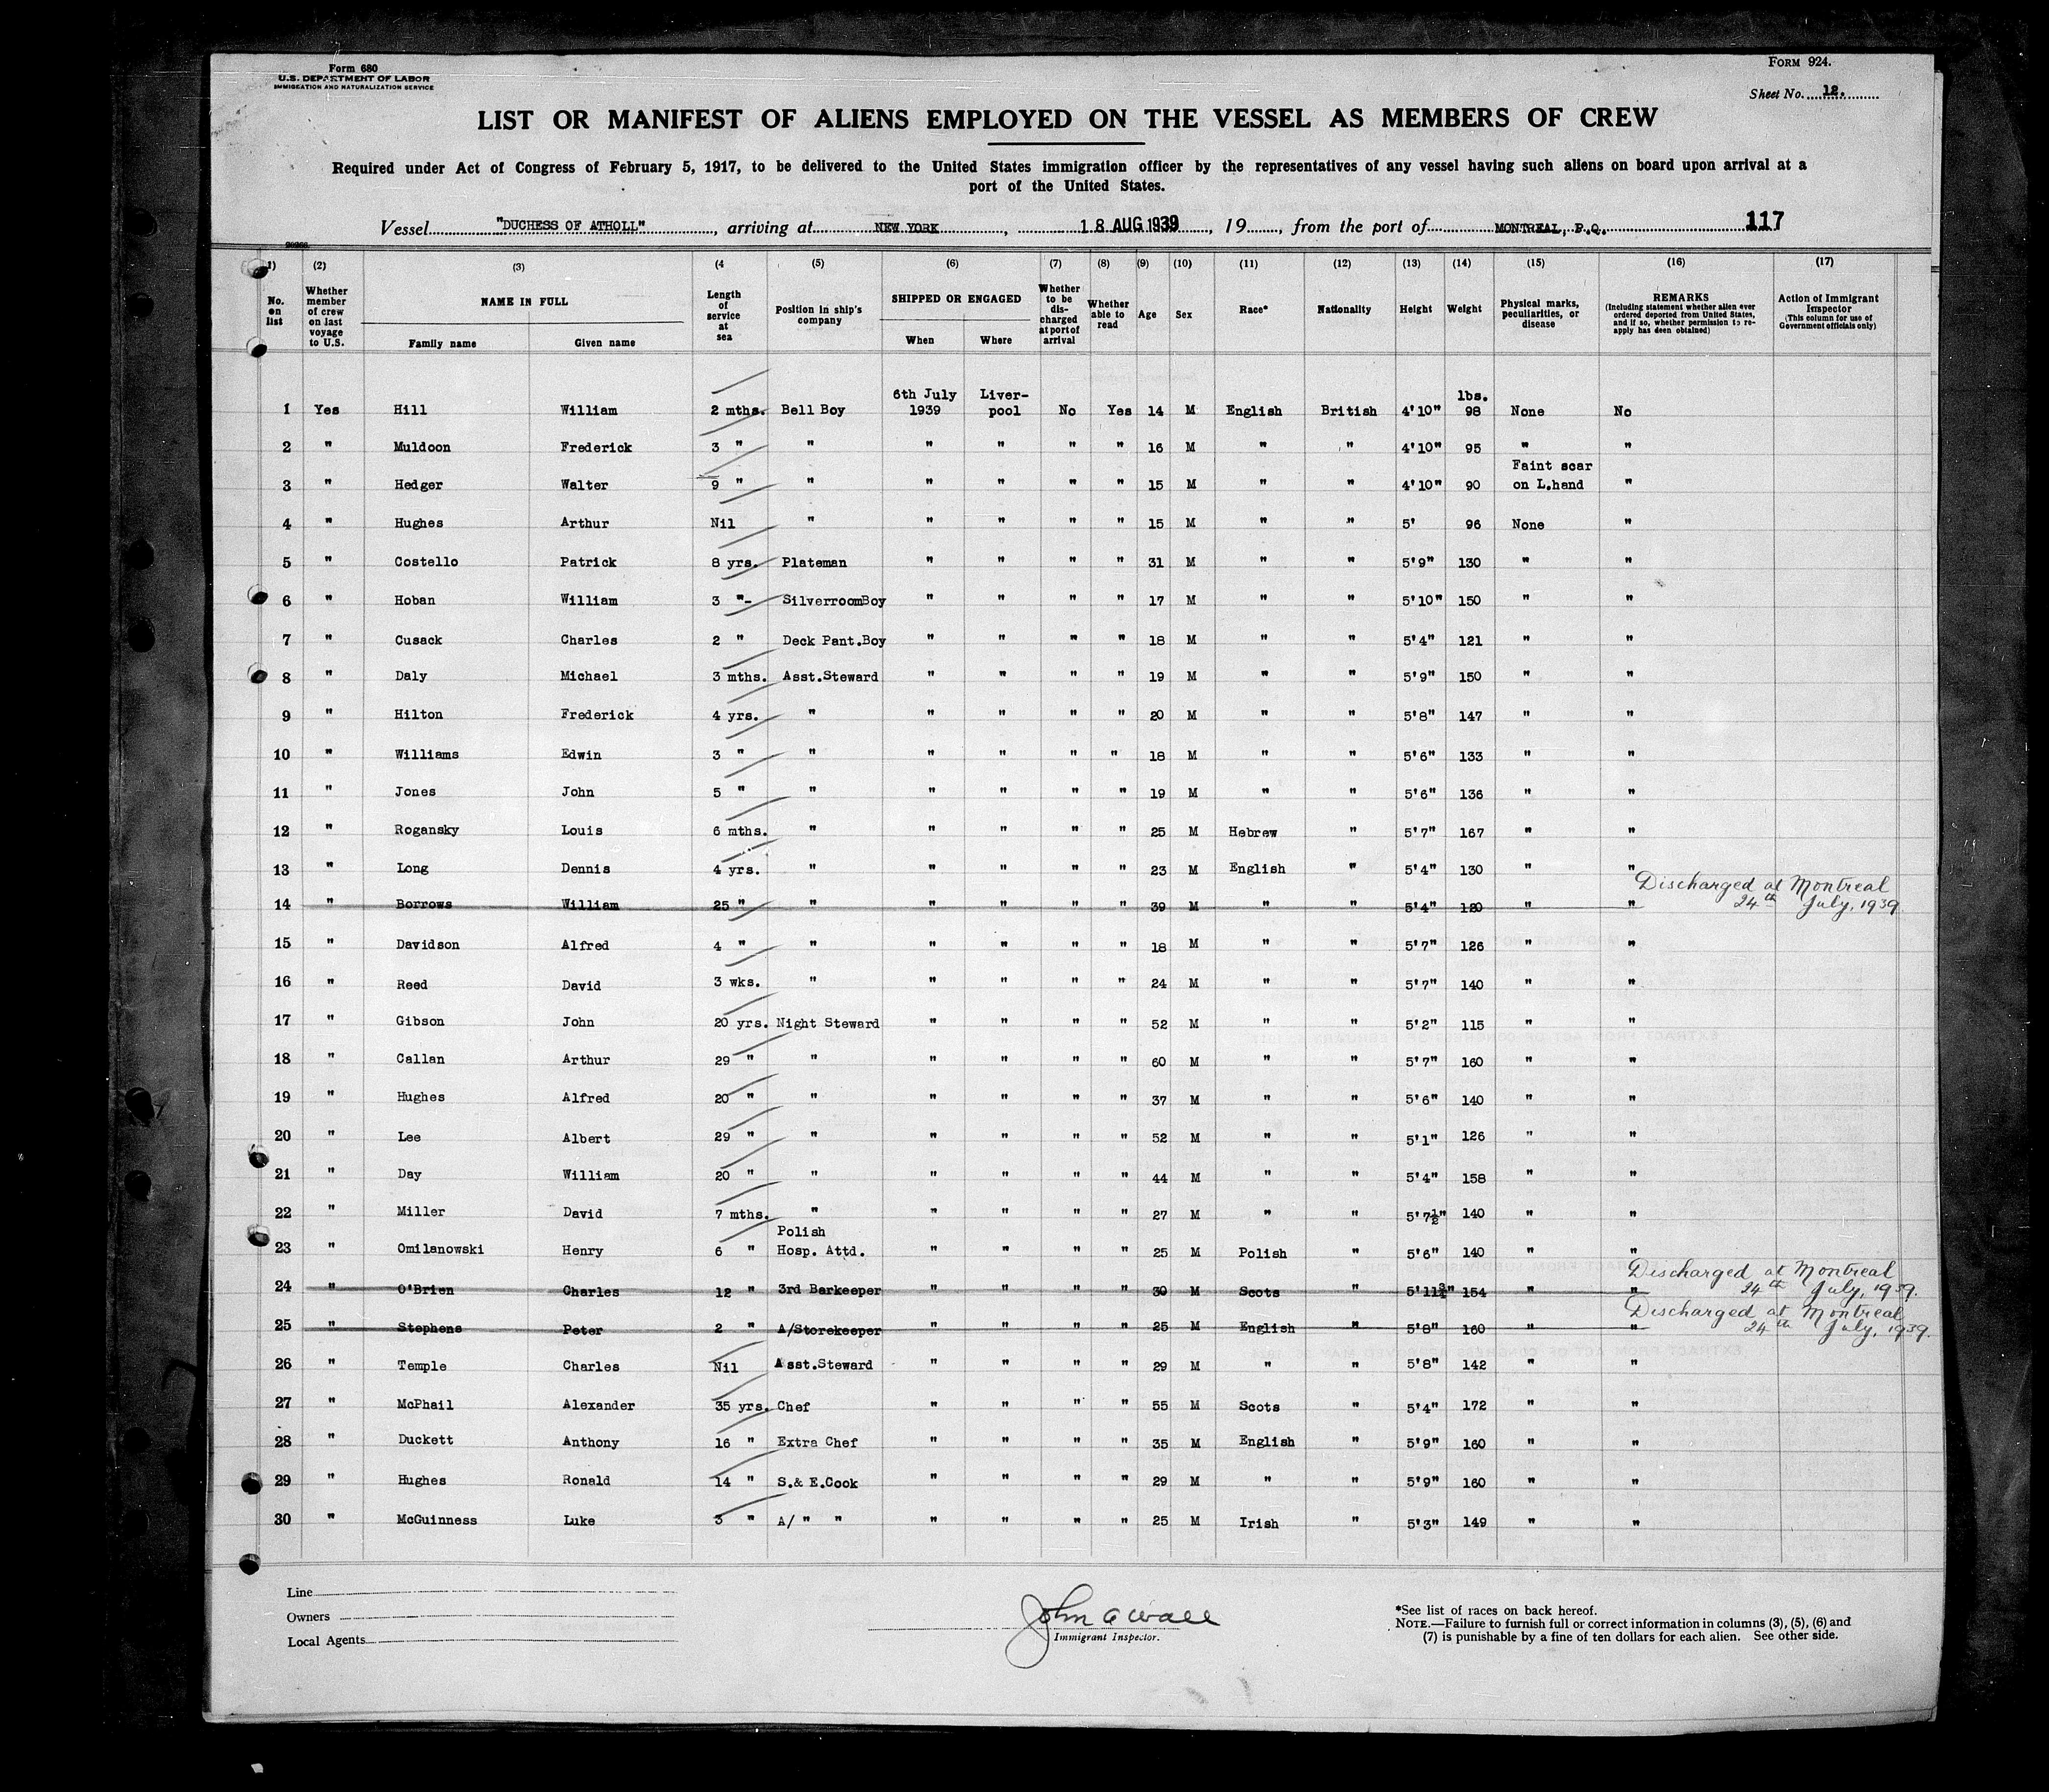 Form 680
U.S. DEPARTMENT OF LABOR
IMMIGRATION AND NATURALIZATION SERVICE
FORM 924.
Sheet No. 12.
LIST OR MANIFEST OF ALIENS EMPLOYED ON THE VESSEL AS MEMBERS OF CREW
Required under Act of Congress of February 5, 1917, to be delivered to the United States immigration officer by the representatives of any vessel having such aliens on board upon arrival at a
port of the United States.
Vessel "DUCHESS OF ATHOLL", arriving at NEW YORK, 18 AUG 1939, 19, from the port of MONTREAL, P.Q. 117
(1) (2) (3) (4 (5) (6) (7) (8) (9) (10) (11) (12) (13) (14) (15) (16) (17)
No. on list
Whether member of crew on last voyage to U.S.
NAME IN FULL
Family name
Given name
Length of service at sea
Position in ship's company
SHIPPED OR ENGAGED
When
Where
Whether to be discharged at port of arrival
Whether able to read
Age
Sex
Race*
Nationality
Height
Weight
Physical marks, peculiarities, or disease
REMARKS
(Including statement whether alien ever ordered deported from United States, and if so, whether permission to reapply has been obtained)
Action of Immigrant Inspector
(This column for use of Government officials only)
1 Yes Hill William 2 mths. Bell Boy 6th July 1939 Liver-pool No Yes 14 M English British 4'10" lbs. 98 None No
2 " Muldoon Frederick 3 " " " " " " 16 M " " 4'10" 95 " "
3 " Hedger Walter 9 " " " " " " 15 M " " 4'10" 90 Faint scar on L.hand "
4 " Hughes Arthur Nil " " " " " 15 M " " 5' 96 None "
5 " Costello Patrick 8 yrs. Plateman " " " " 31 M " " 5'9" 130 " "
6 " Hoban William 3 "- SilverroomBoy " " " " 17 M " " 5'10" 150 " "
7 " Cusack Charles 2 " Deck Pant.Boy " " " " 18 M " " 5'4" 121 " "
8 " Daly Michael 3 mths. Asst.Steward " " " " 19 M " " 5'9" 150 " "
9 " Hilton Frederick 4 yrs. " " " " " 20 M " " 5'8" 147 " "
10 " Williams Edwin 3 " " " " " " 18 M " " 5'6" 133 " "
11 " Jones John 5 " " " " " " 19 M " " 5'6" 136 " "
12 " Rogansky Louis 6 mths. " " " " " 25 M Hebrew " 5'7" 167 " "
13 " Long Dennis 4 yrs. " " " " " 23 M English " 5'4" 130 " "
14 " Borrows William 25 " " " " " " 39 M " " 5'4" 120 " " Discharged at Montreal 24th July, 1939
15 " Davidson Alfred 4 " " " " " " 18 M " " 5'7" 126 " "
16 " Reed David 3 wks. " " " " " 24 M " " 5'7" 140 " "
17 " Gibson John 20 yrs. Night Steward " " " " 52 M " " 5'2" 115 " "
18 " Callan Arthur 29 " " " " " " 60 M " " 5'7" 160 " "
19 " Hughes Alfred 20 " " " " " " 37 M " " 5'6" 140 " "
20 " Lee Albert 29 " " " " " " 52 M " " 5'1" 126 " "
21 " Day William 20 " " " " " " 44 M " " 5'4" 158 " "
22 " Miller David 7 mths. " " " " " 27 M " " 5'7½" 140 " "
23 " Omilanowski Henry 6 " Polish Hosp. Attd. " " " " 25 M Polish " 5'6" 140 " "
24 " O'Brien Charles 12 " 3rd Barkeeper " " " " 30 M Scots " 5'11¾" 154 " " Discharged at Montreal 24th July, 1939.
25 " Stephens Peter 2 " A/Storekeeper " " " " 25 M English " 5'8" 160 " " Discharged at Montreal 24th July, 1939.
26 " Temple Charles Nil Asst.Steward " " " " 29 M " " 5'8" 142 " "
27 " McPhail Alexander 35 yrs. Chef " " " " 55 M Scots " 5'4" 172 " "
28 " Duckett Anthony 16 " Extra Chef " " " " 35 M English " 5'9" 160 " "
29 " Hughes Ronald 14 " S.& E.Cook " " " " 29 M " " 5'9" 160 " "
30 " McGuinness Luke 3 " A/ " " " " " " 25 M Irish " 5'3" 149 " "
Line
Owners
Local Agents
John A Wall
Immigrant Inspector.
*See list of races on back hereof.
NOTE.—Failure to furnish full or correct information in columns (3), (5), (6) and
(7) is punishable by a fine of ten dollars for each alien. See other side.